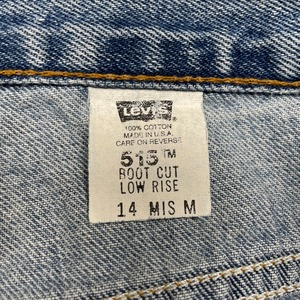 Levi's
100% COTTON
MADE IN U.S.A.
CARE ON REVERSE
515™
BOOT CUT
LOW RISE
14 MIS M